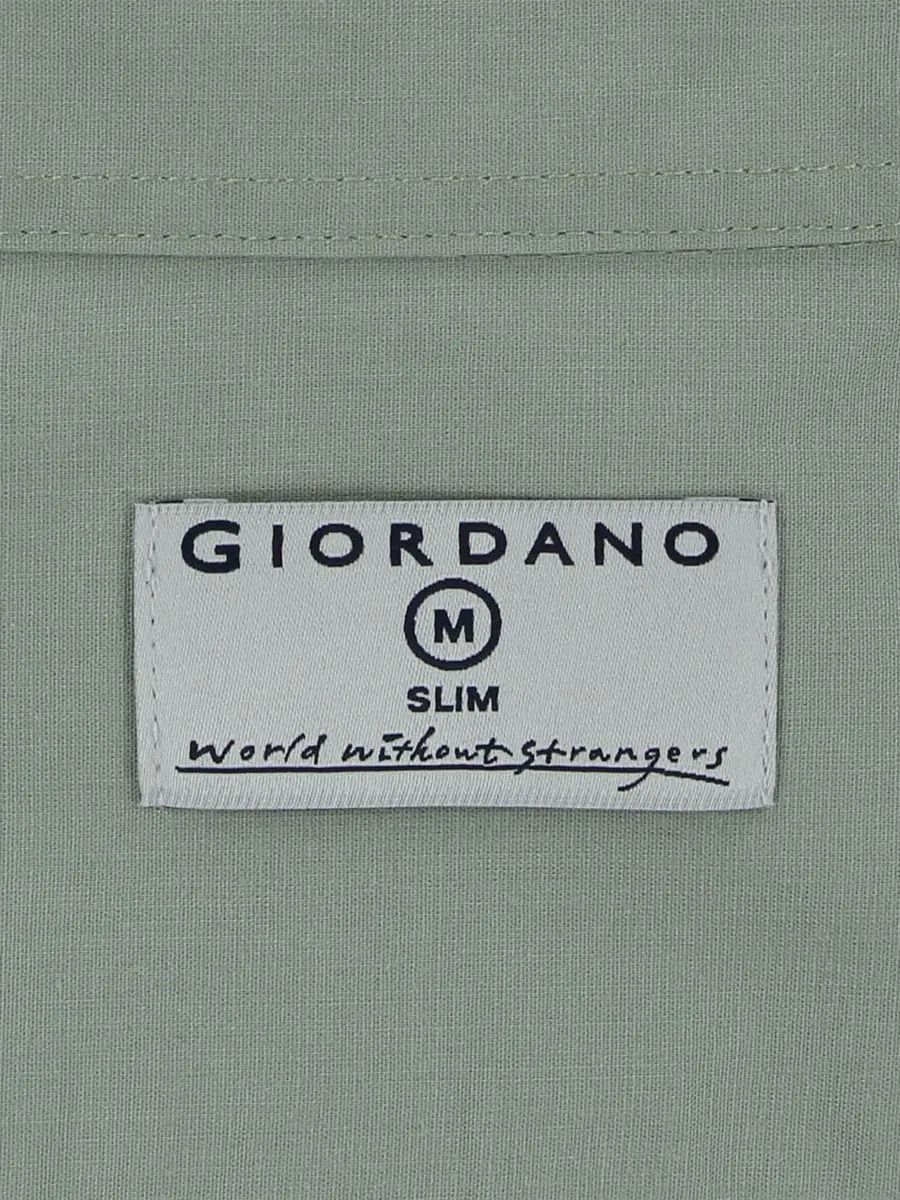 GIORDANO
M
SLIM
World without strangers